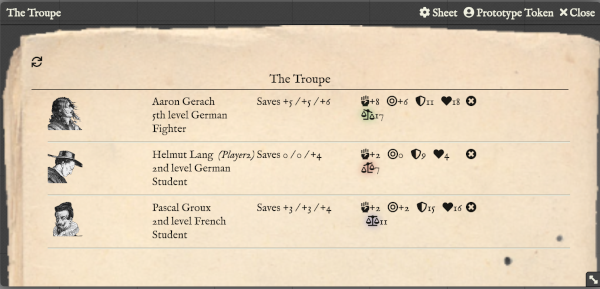 The Troupe Sheet Prototype Token Close
The Troupe
Aaron Gerach Saves +5 / +5 / +6 +8 +6 11 18
5th level German 17
Fighter
Helmut Lang (Player2) Saves 0 / 0 / +4 +2 0 9 4
2nd level German 7
Student
Pascal Groux Saves +3 / +3 / +4 +2 +2 15 16
2nd level French 11
Student